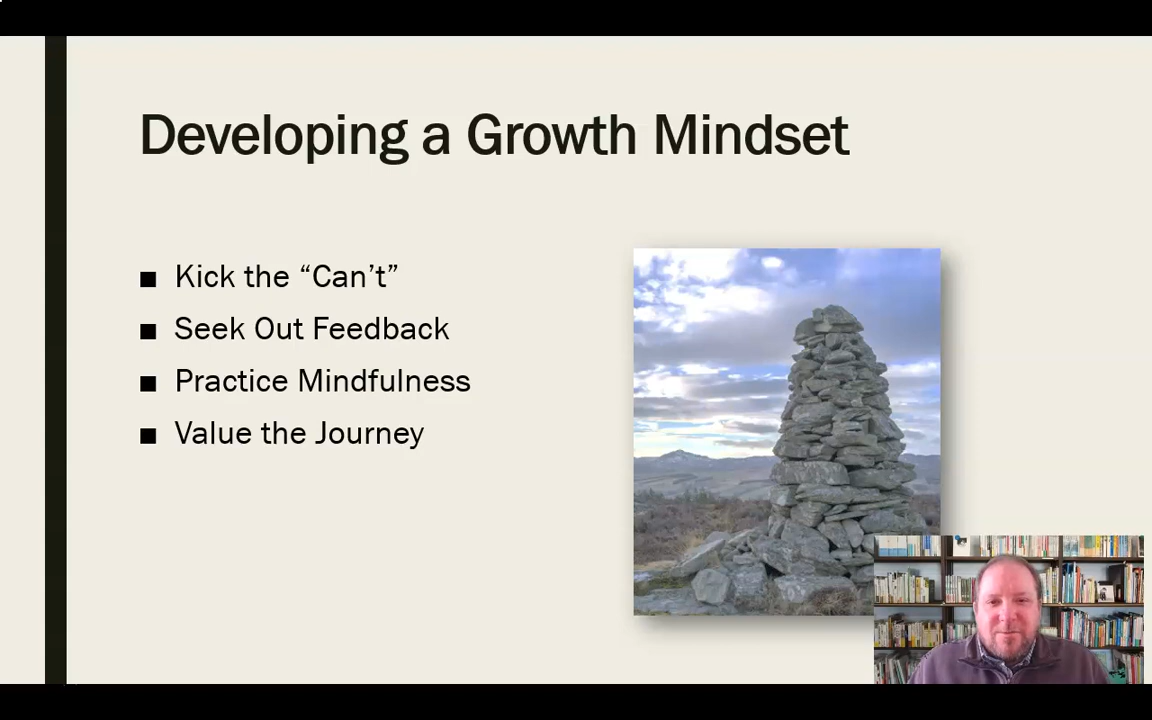 Developing a Growth Mindset
■ Kick the “Can’t”
■ Seek Out Feedback
■ Practice Mindfulness
■ Value the Journey